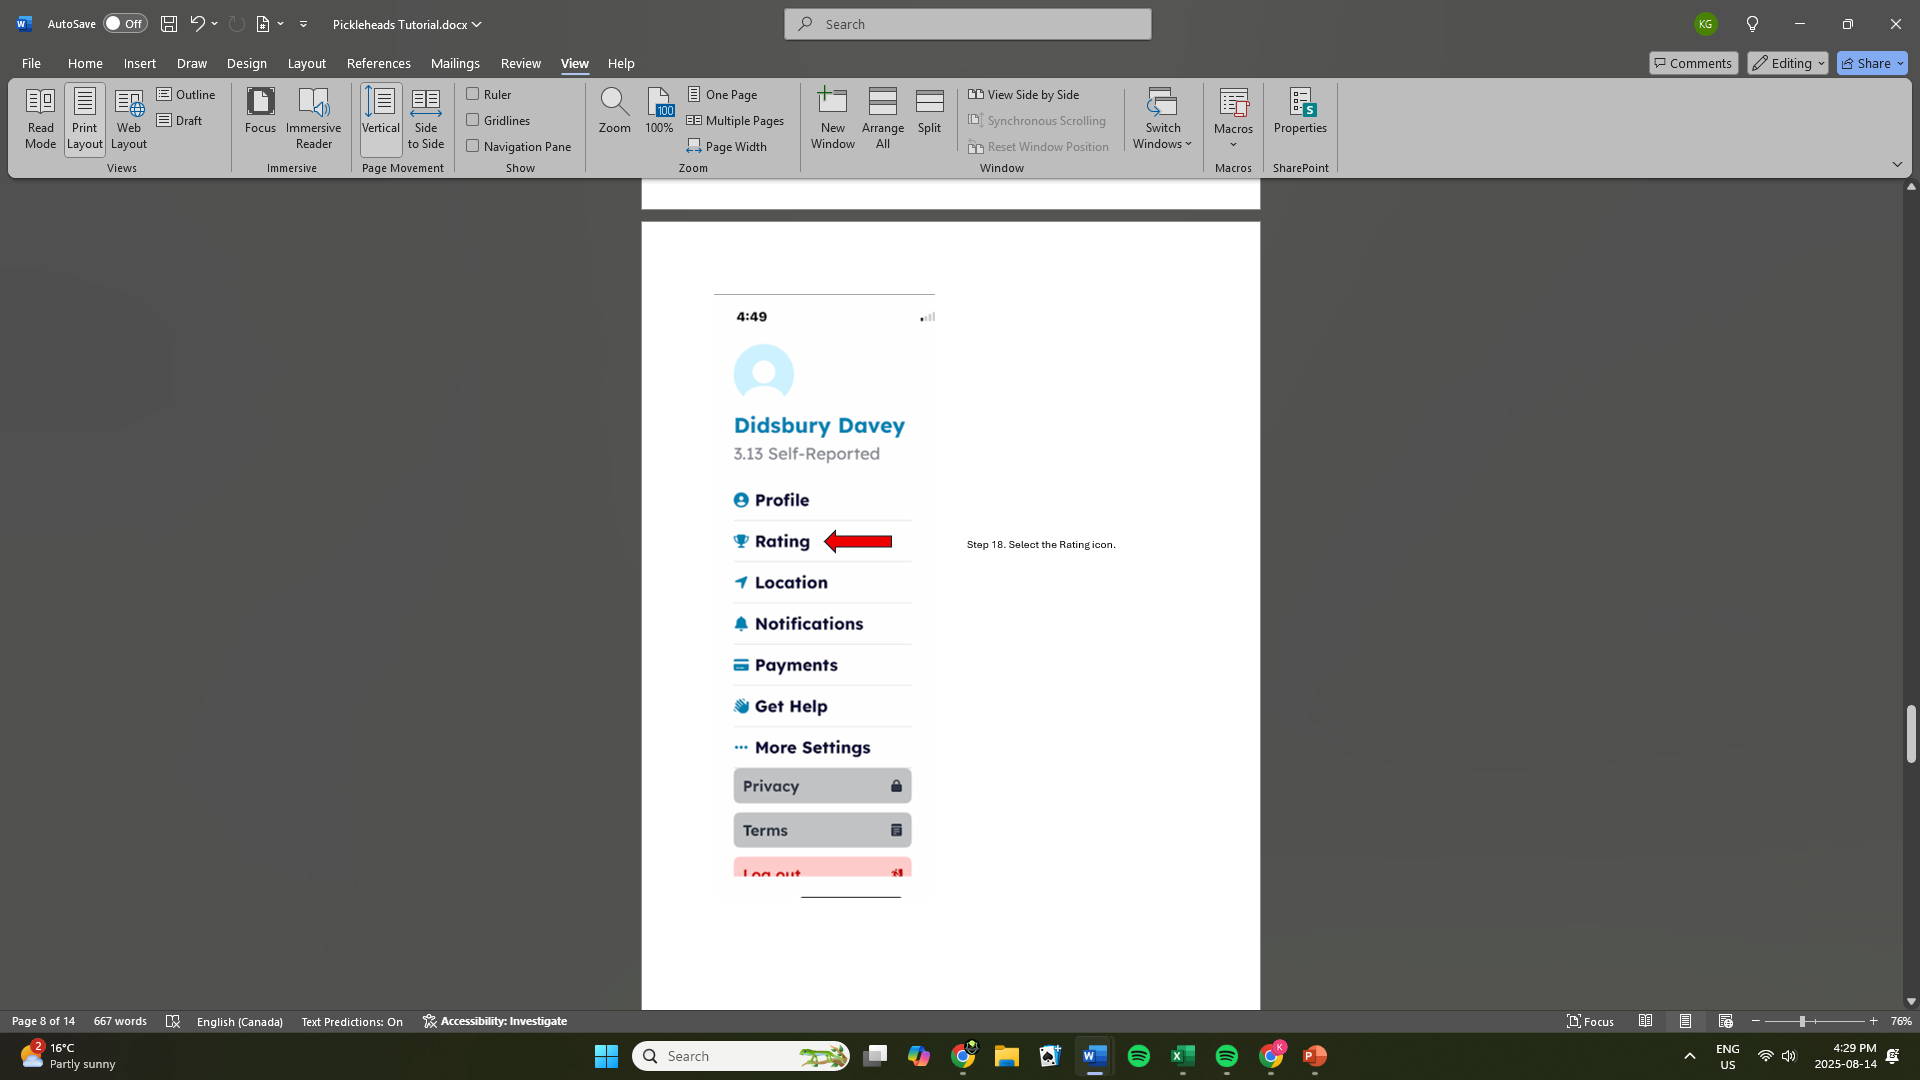 AutoSave Off Pickleheads Tutorial.docx Search KG
File Home Insert Draw Design Layout References Mailings Review View Help Comments Editing Share
Read Mode
Print Layout
Web Layout
Outline
Draft
Views
Focus
Immersive Reader
Immersive
Vertical
Side to Side
Page Movement
Ruler
Gridlines
Navigation Pane
Show
Zoom
100
100%
One Page
Multiple Pages
Page Width
Zoom
New Window
Arrange All
Split
View Side by Side
Synchronous Scrolling
Reset Window Position
Switch Windows
Window
Macros
Macros
Properties
SharePoint
4:49
Didsbury Davey
3.13 Self-Reported
Profile
Rating
Step 18. Select the Rating icon.
Location
Notifications
Payments
Get Help
More Settings
Privacy
Terms
Log out
Page 8 of 14 667 words English (Canada) Text Predictions: On Accessibility: Investigate Focus 76%
2 16°C
Partly sunny
Search
K
ENG
US
4:29 PM
2025-08-14